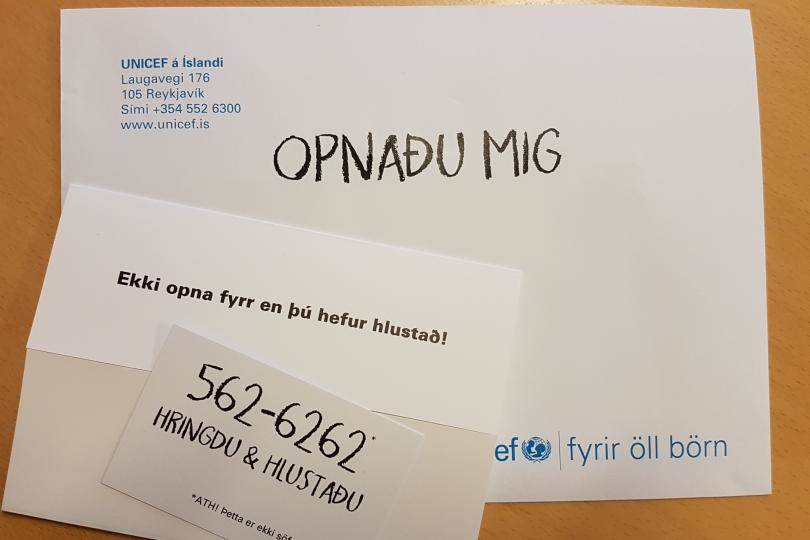 UNICEF á Íslandi
Laugavegi 176
105 Reykjavík
Sími +354 552 6300
www.unicef.is
OPNAÐU MIG
Ekki opna fyrr en þú hefur hlustað!
562-6262*
HRINGDU & HLUSTAÐU
*ATH! Þetta er ekki
ef fyrir öll börn